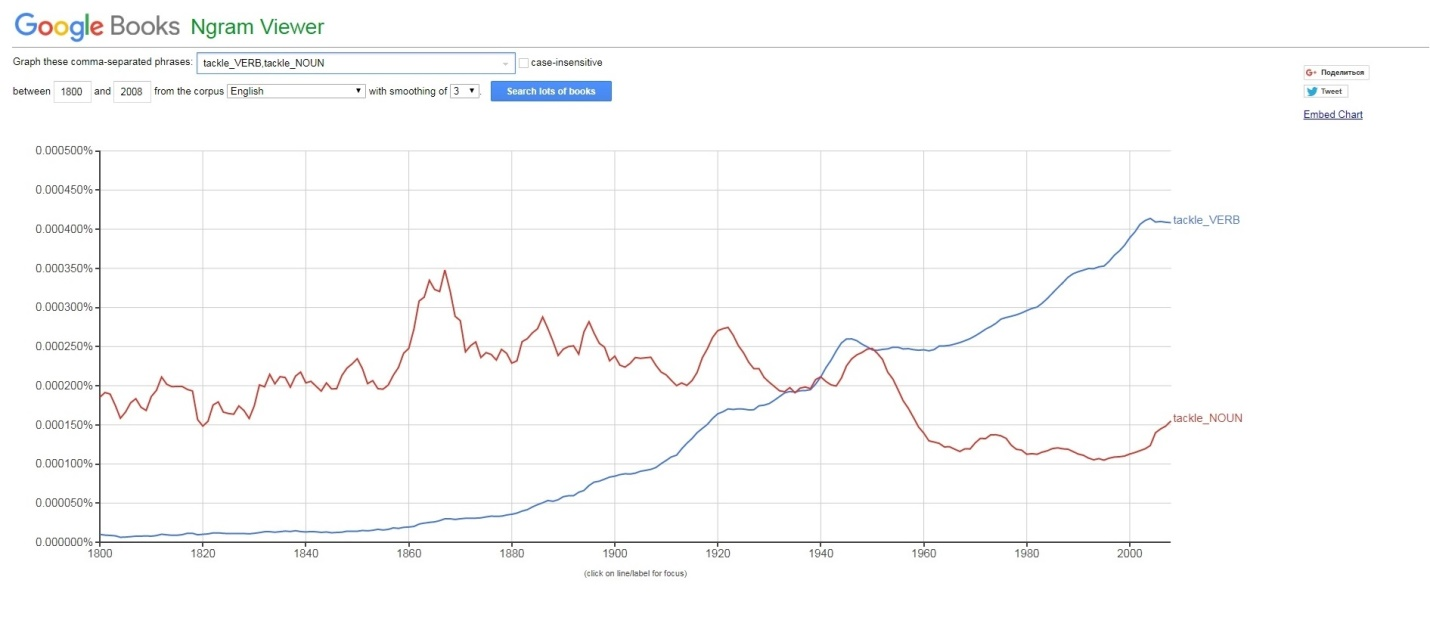 Google Books Ngram Viewer
Graph these comma-separated phrases: tackle_VERB,tackle_NOUN case-insensitive
between 1800 and 2008 from the corpus English with smoothing of 3 . Search lots of books
G+ Поделиться
Tweet
Embed Chart
0.000500%
0.000450%
0.000400%
0.000350%
0.000300%
0.000250%
0.000200%
0.000150%
0.000100%
0.000050%
0.000000%
tackle_VERB
tackle_NOUN
1800 1820 1840 1860 1880 1900 1920 1940 1960 1980 2000
(click on line/label for focus)